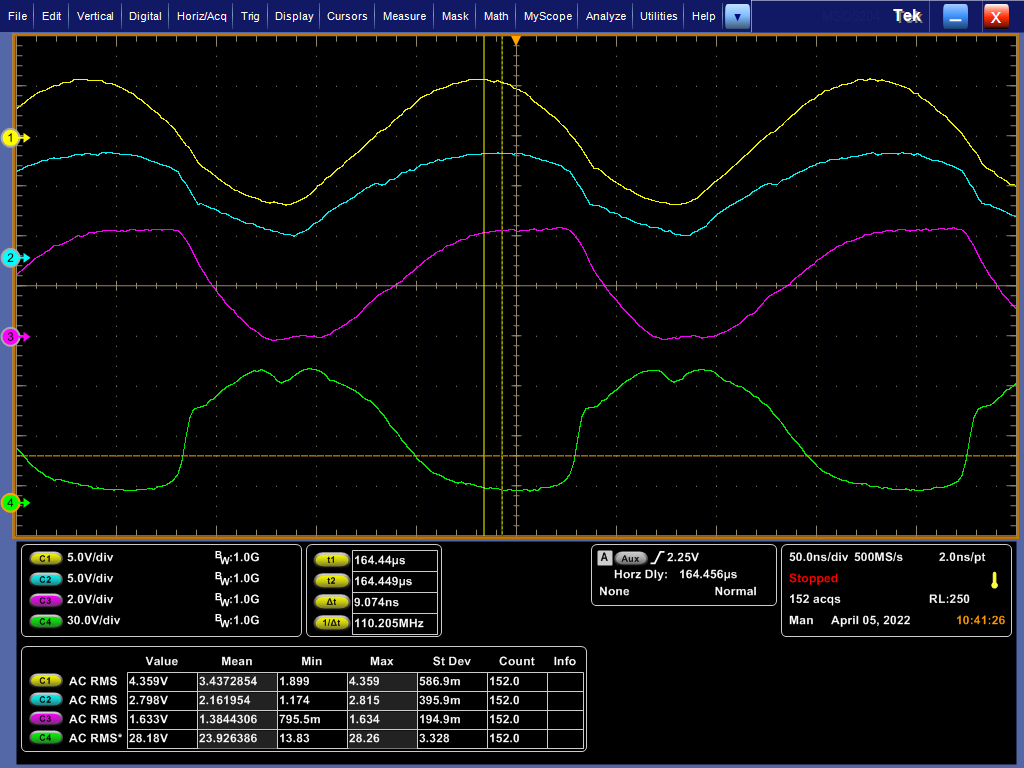 File Edit Vertical Digital Horiz/Acq Trig Display Cursors Measure Mask Math MyScope Analyze Utilities Help Tek X
1
2
3
4
C1 5.0V/div BW:1.0G
C2 5.0V/div BW:1.0G
C3 2.0V/div BW:1.0G
C4 30.0V/div BW:1.0G
t1 164.44µs
t2 164.449µs
Δt 9.074ns
1/Δt 110.205MHz
A Aux 2.25V
Horz Dly: 164.456µs
None Normal
50.0ns/div 500MS/s 2.0ns/pt
Stopped
152 acqs RL:250
Man April 05, 2022 10:41:26
Value Mean Min Max St Dev Count Info
C1 AC RMS 4.359V 3.4372854 1.899 4.359 586.9m 152.0
C2 AC RMS 2.798V 2.161954 1.174 2.815 395.9m 152.0
C3 AC RMS 1.633V 1.3844306 795.5m 1.634 194.9m 152.0
C4 AC RMS* 28.18V 23.926386 13.83 28.26 3.328 152.0